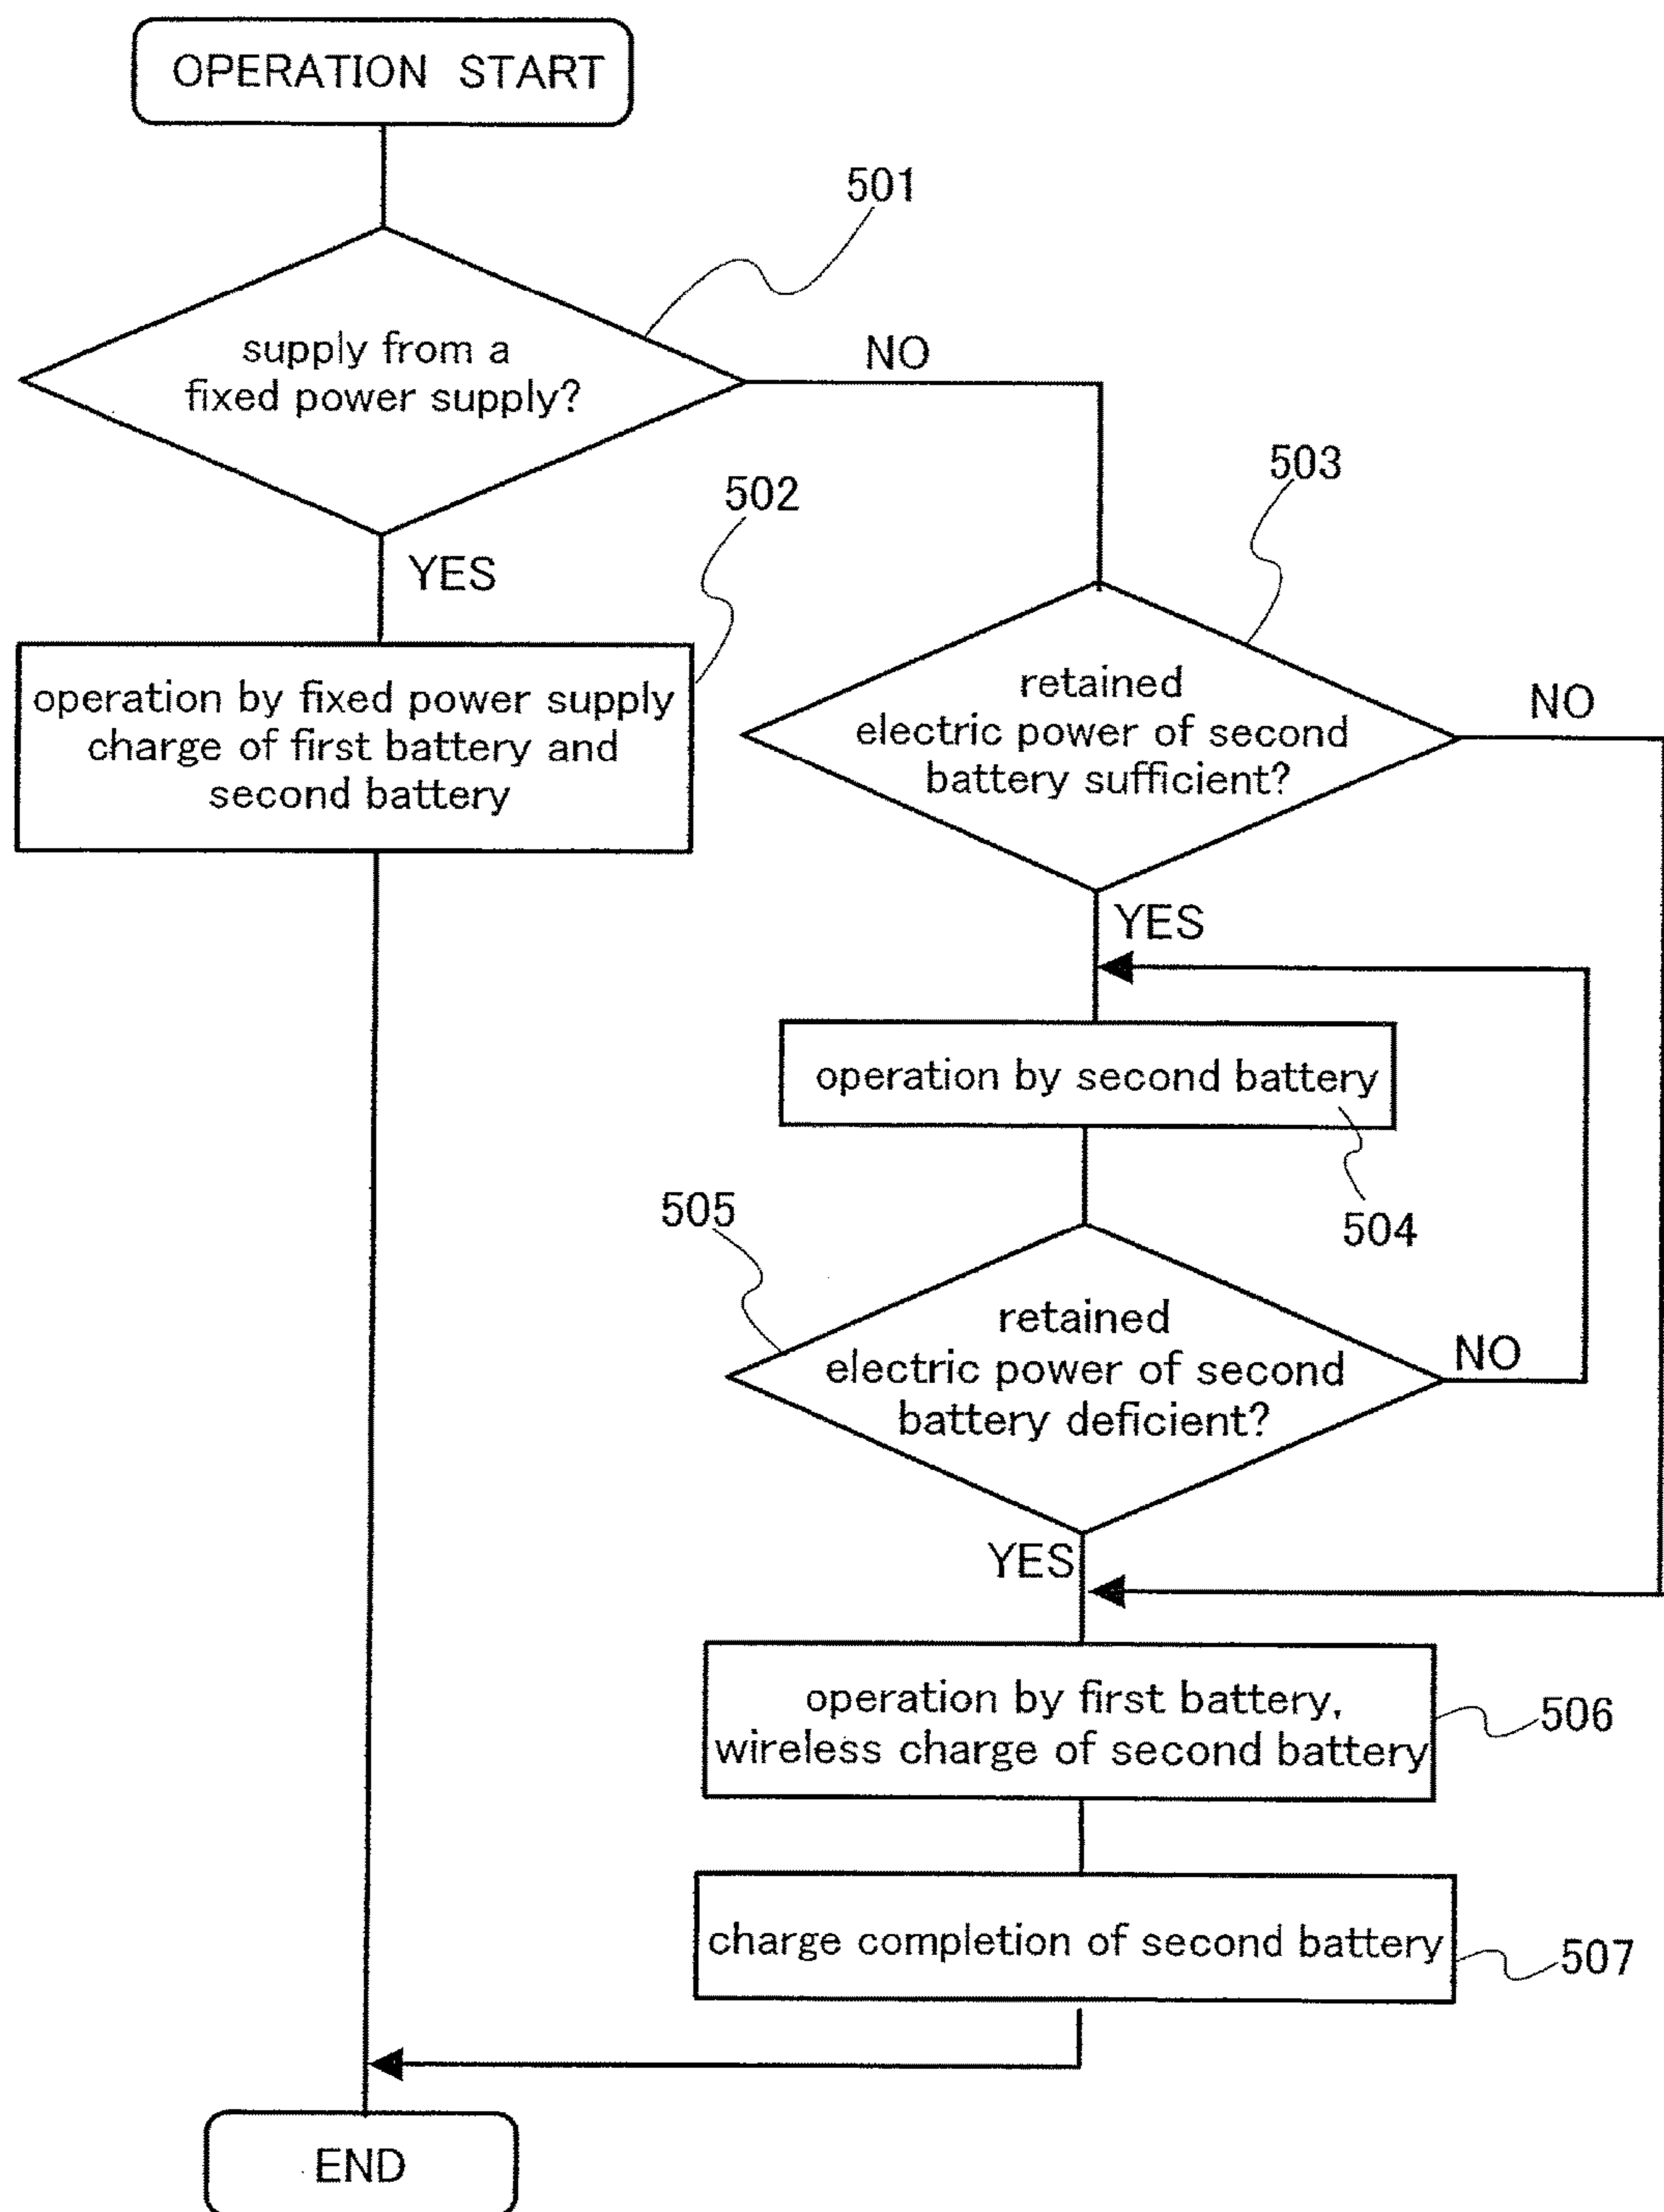 OPERATION START
501
supply from a
fixed power supply?
NO
YES
502
operation by fixed power supply
charge of first battery and
second battery
503
retained
electric power of second
battery sufficient?
NO
YES
operation by second battery
504
505
retained
electric power of second
battery deficient?
NO
YES
operation by first battery,
wireless charge of second battery
506
charge completion of second battery
507
END